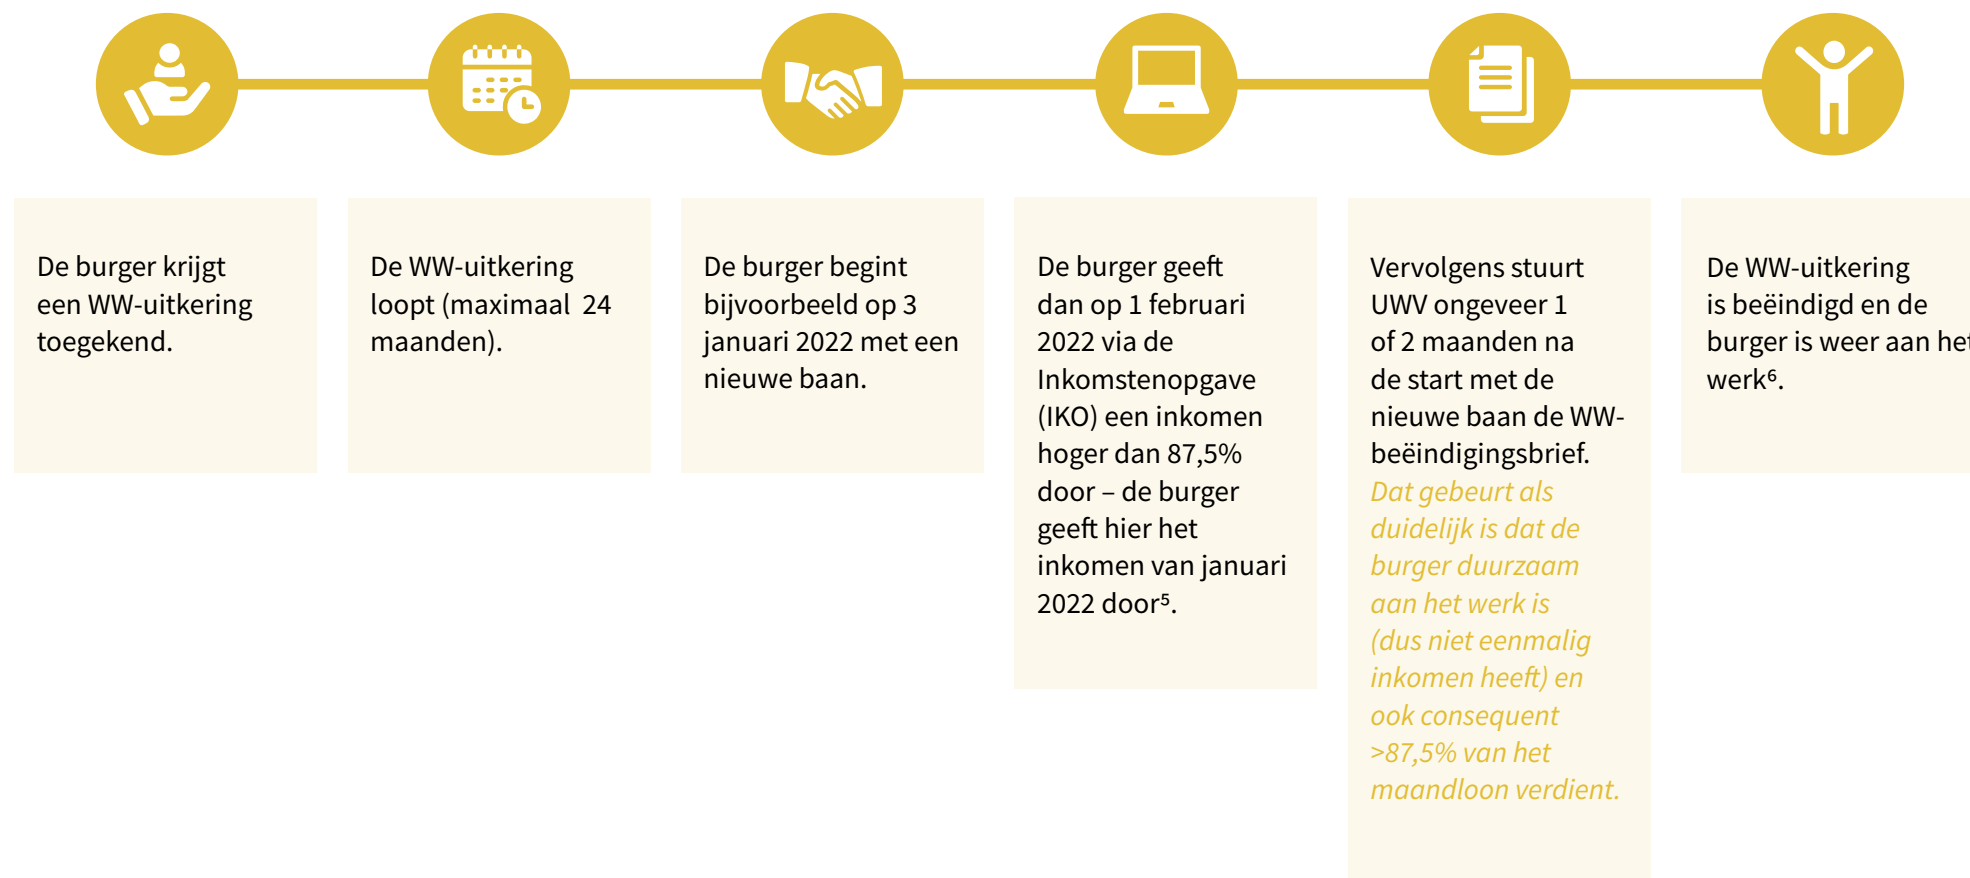 De burger krijgt
een WW-uitkering
toegekend.
De WW-uitkering
loopt (maximaal 24
maanden).
De burger begint
bijvoorbeeld op 3
januari 2022 met een
nieuwe baan.
De burger geeft
dan op 1 februari
2022 via de
Inkomstenopgave
(IKO) een inkomen
hoger dan 87,5%
door – de burger
geeft hier het
inkomen van januari
2022 door⁵.
Vervolgens stuurt
UWV ongeveer 1
of 2 maanden na
de start met de
nieuwe baan de WW-
beëindigingsbrief.
Dat gebeurt als
duidelijk is dat de
burger duurzaam
aan het werk is
(dus niet eenmalig
inkomen heeft) en
ook consequent
>87,5% van het
maandloon verdient.
De WW-uitkering
is beëindigd en de
burger is weer aan het
werk⁶.